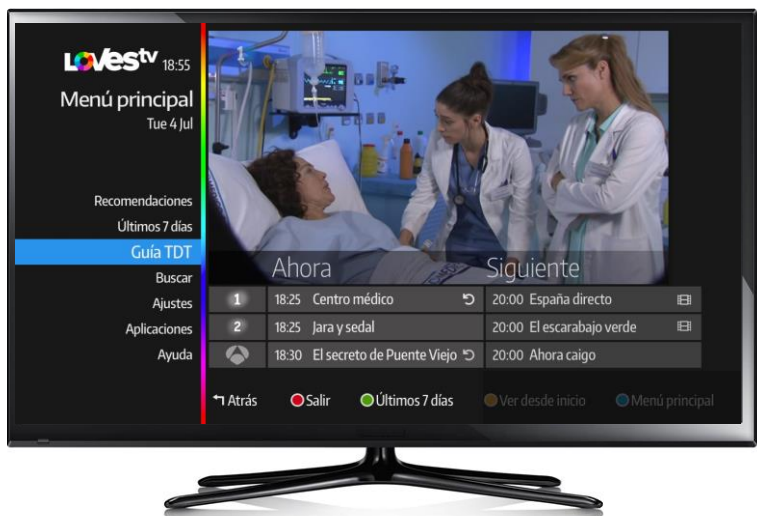 LOVEStv 18:55
Menú principal
Tue 4 Jul
Recomendaciones
Últimos 7 días
Guía TDT
Buscar
Ajustes
Aplicaciones
Ayuda
1
Ahora Siguiente
1 18:25 Centro médico 20:00 España directo
2 18:25 Jara y sedal 20:00 El escarabajo verde
18:30 El secreto de Puente Viejo 20:00 Ahora caigo
Atrás Salir Últimos 7 días Ver desde inicio Menú principal